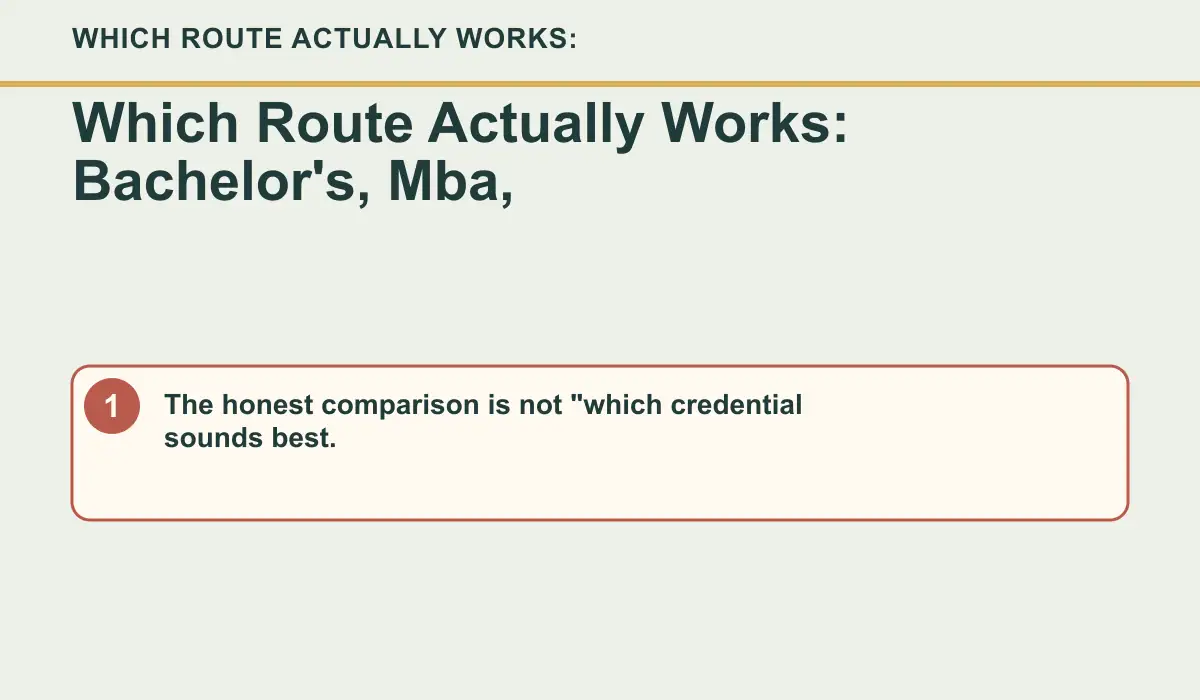 WHICH ROUTE ACTUALLY WORKS:
Which Route Actually Works:
Bachelor's, Mba,
1
The honest comparison is not "which credential
sounds best.